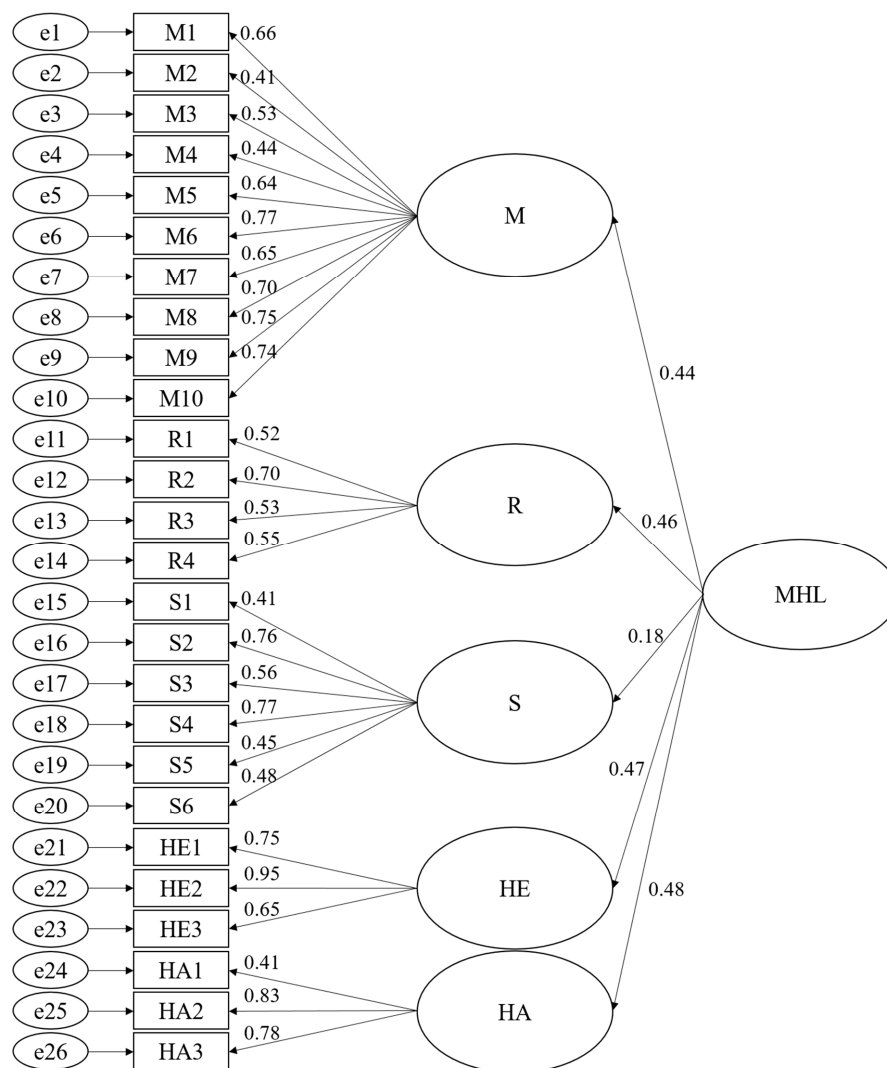 e1 M1 0.66
e2 M2 0.41
e3 M3 0.53
e4 M4 0.44
e5 M5 0.64
M
e6 M6 0.77
e7 M7 0.65
e8 M8 0.70
e9 M9 0.75
0.74
0.44
e10 M10
e11 R1 0.52
e12 R2 0.70
R
e13 R3 0.53
0.46
e14 R4 0.55
MHL
e15 S1 0.41
e16 S2 0.76
0.18
e17 S3 0.56
S
e18 S4 0.77
e19 S5 0.45
0.47
e20 S6 0.48
e21 HE1 0.75
e22 HE2 0.95
HE
0.48
e23 HE3 0.65
e24 HA1 0.41
e25 HA2 0.83
HA
e26 HA3 0.78